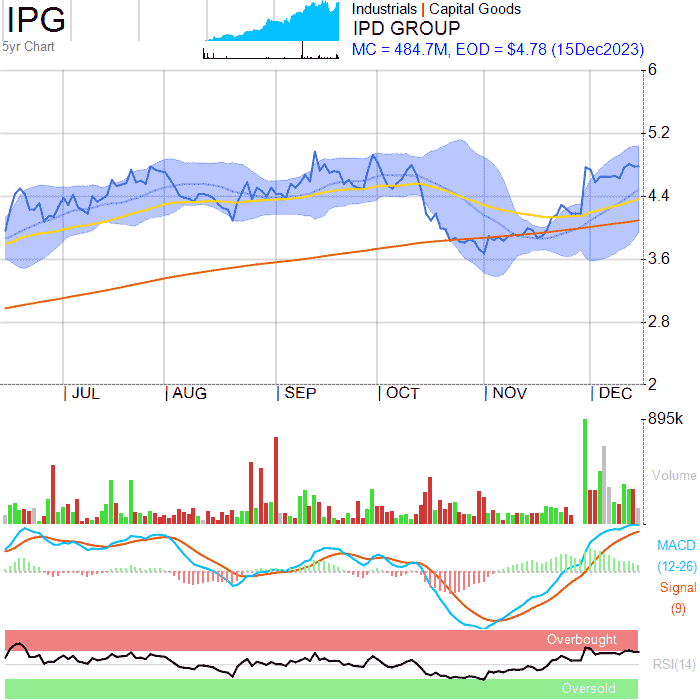 IPG
5yr Chart
Industrials | Capital Goods
IPD GROUP
MC = 484.7M, EOD = $4.78 (15Dec2023)
6
5.2
4.4
3.6
2.8
2
JUL AUG SEP OCT NOV DEC
895k
Volume
MACD
(12-26)
Signal
(9)
Overbought
RSI(14)
Oversold